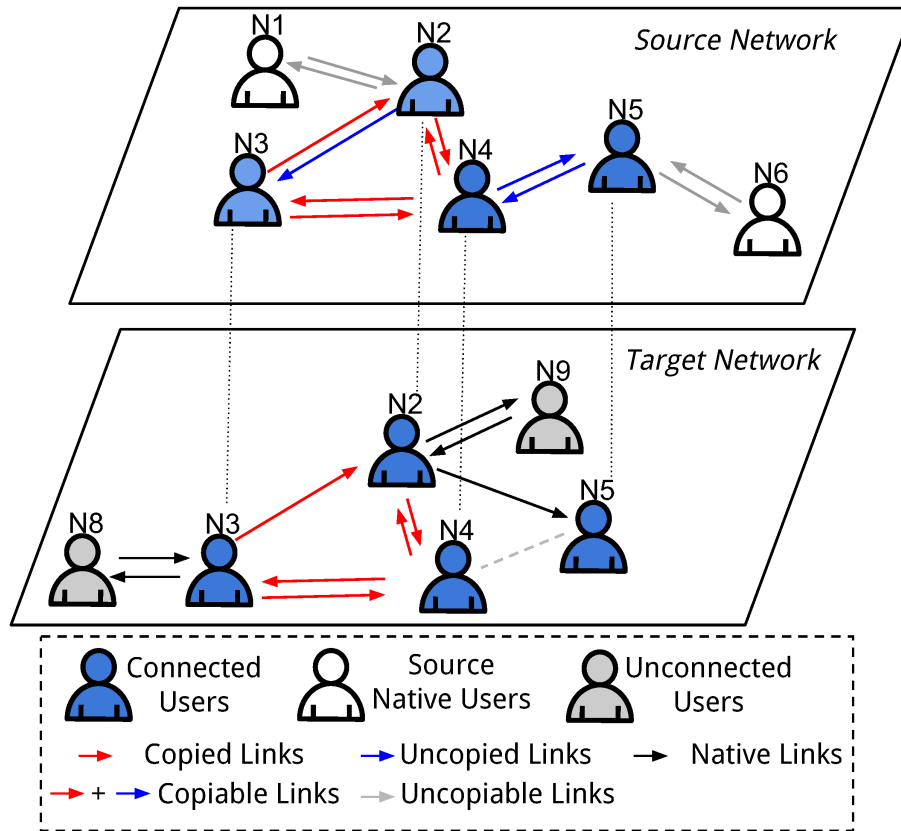 N1
N2
Source Network
N5
N3
N4
N6
Target Network
N9
N2
N5
N8
N3
N4
Connected
Users
Source
Native Users
Unconnected
Users
Copied Links
Uncopied Links
Native Links
+
Copiable Links
Uncopiable Links